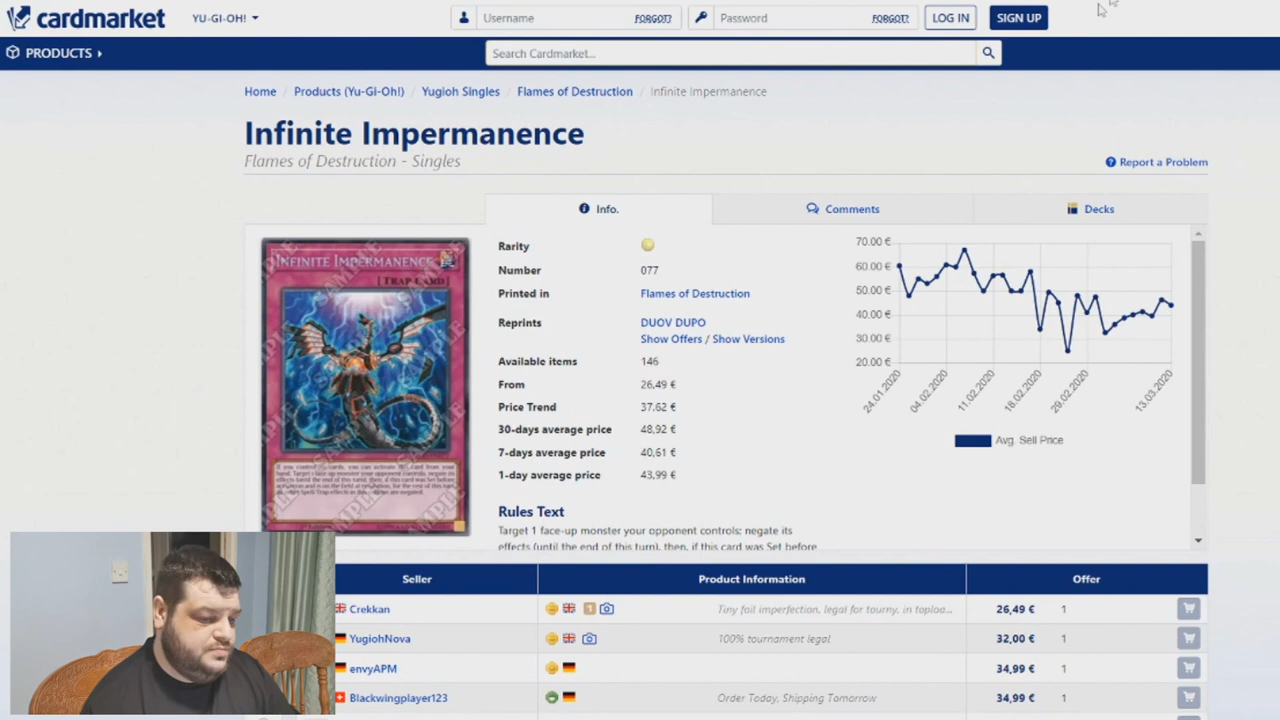 cardmarket
YU-GI-OH!
Username FORGOT?
Password FORGOT?
LOG IN
SIGN UP
PRODUCTS
Search Cardmarket...
Home / Products (Yu-Gi-Oh!) / Yugioh Singles / Flames of Destruction / Infinite Impermanence
Infinite Impermanence
Flames of Destruction - Singles
Report a Problem
Info.
Comments
Decks
INFINITE IMPERMANENCE
[TRAP CARD]
SAMPLE
Rarity
Number 077
Printed in Flames of Destruction
Reprints DUOV DUPO
Show Offers / Show Versions
Available items 146
From 26,49 €
Price Trend 37.62 €
30-days average price 48,92 €
7-days average price 40,61 €
1-day average price 43,99 €
Rules Text
Target 1 face-up monster your opponent controls; negate its
effects (until the end of this turn), then, if this card was Set before
70.00 €
60.00 €
50.00 €
40.00 €
30.00 €
20.00 €
24.01.2020
04.02.2020
11.02.2020
18.02.2020
29.02.2020
13.03.2020
Avg. Sell Price
Seller Product Information Offer
Crekkan 1 Tiny foil imperfection, legal for tourny, in toploa... 26,49 € 1
YugiohNova 100% tournament legal 32,00 € 1
envyAPM 34,99 € 1
Blackwingplayer123 Order Today, Shipping Tomorrow 34,99 € 1